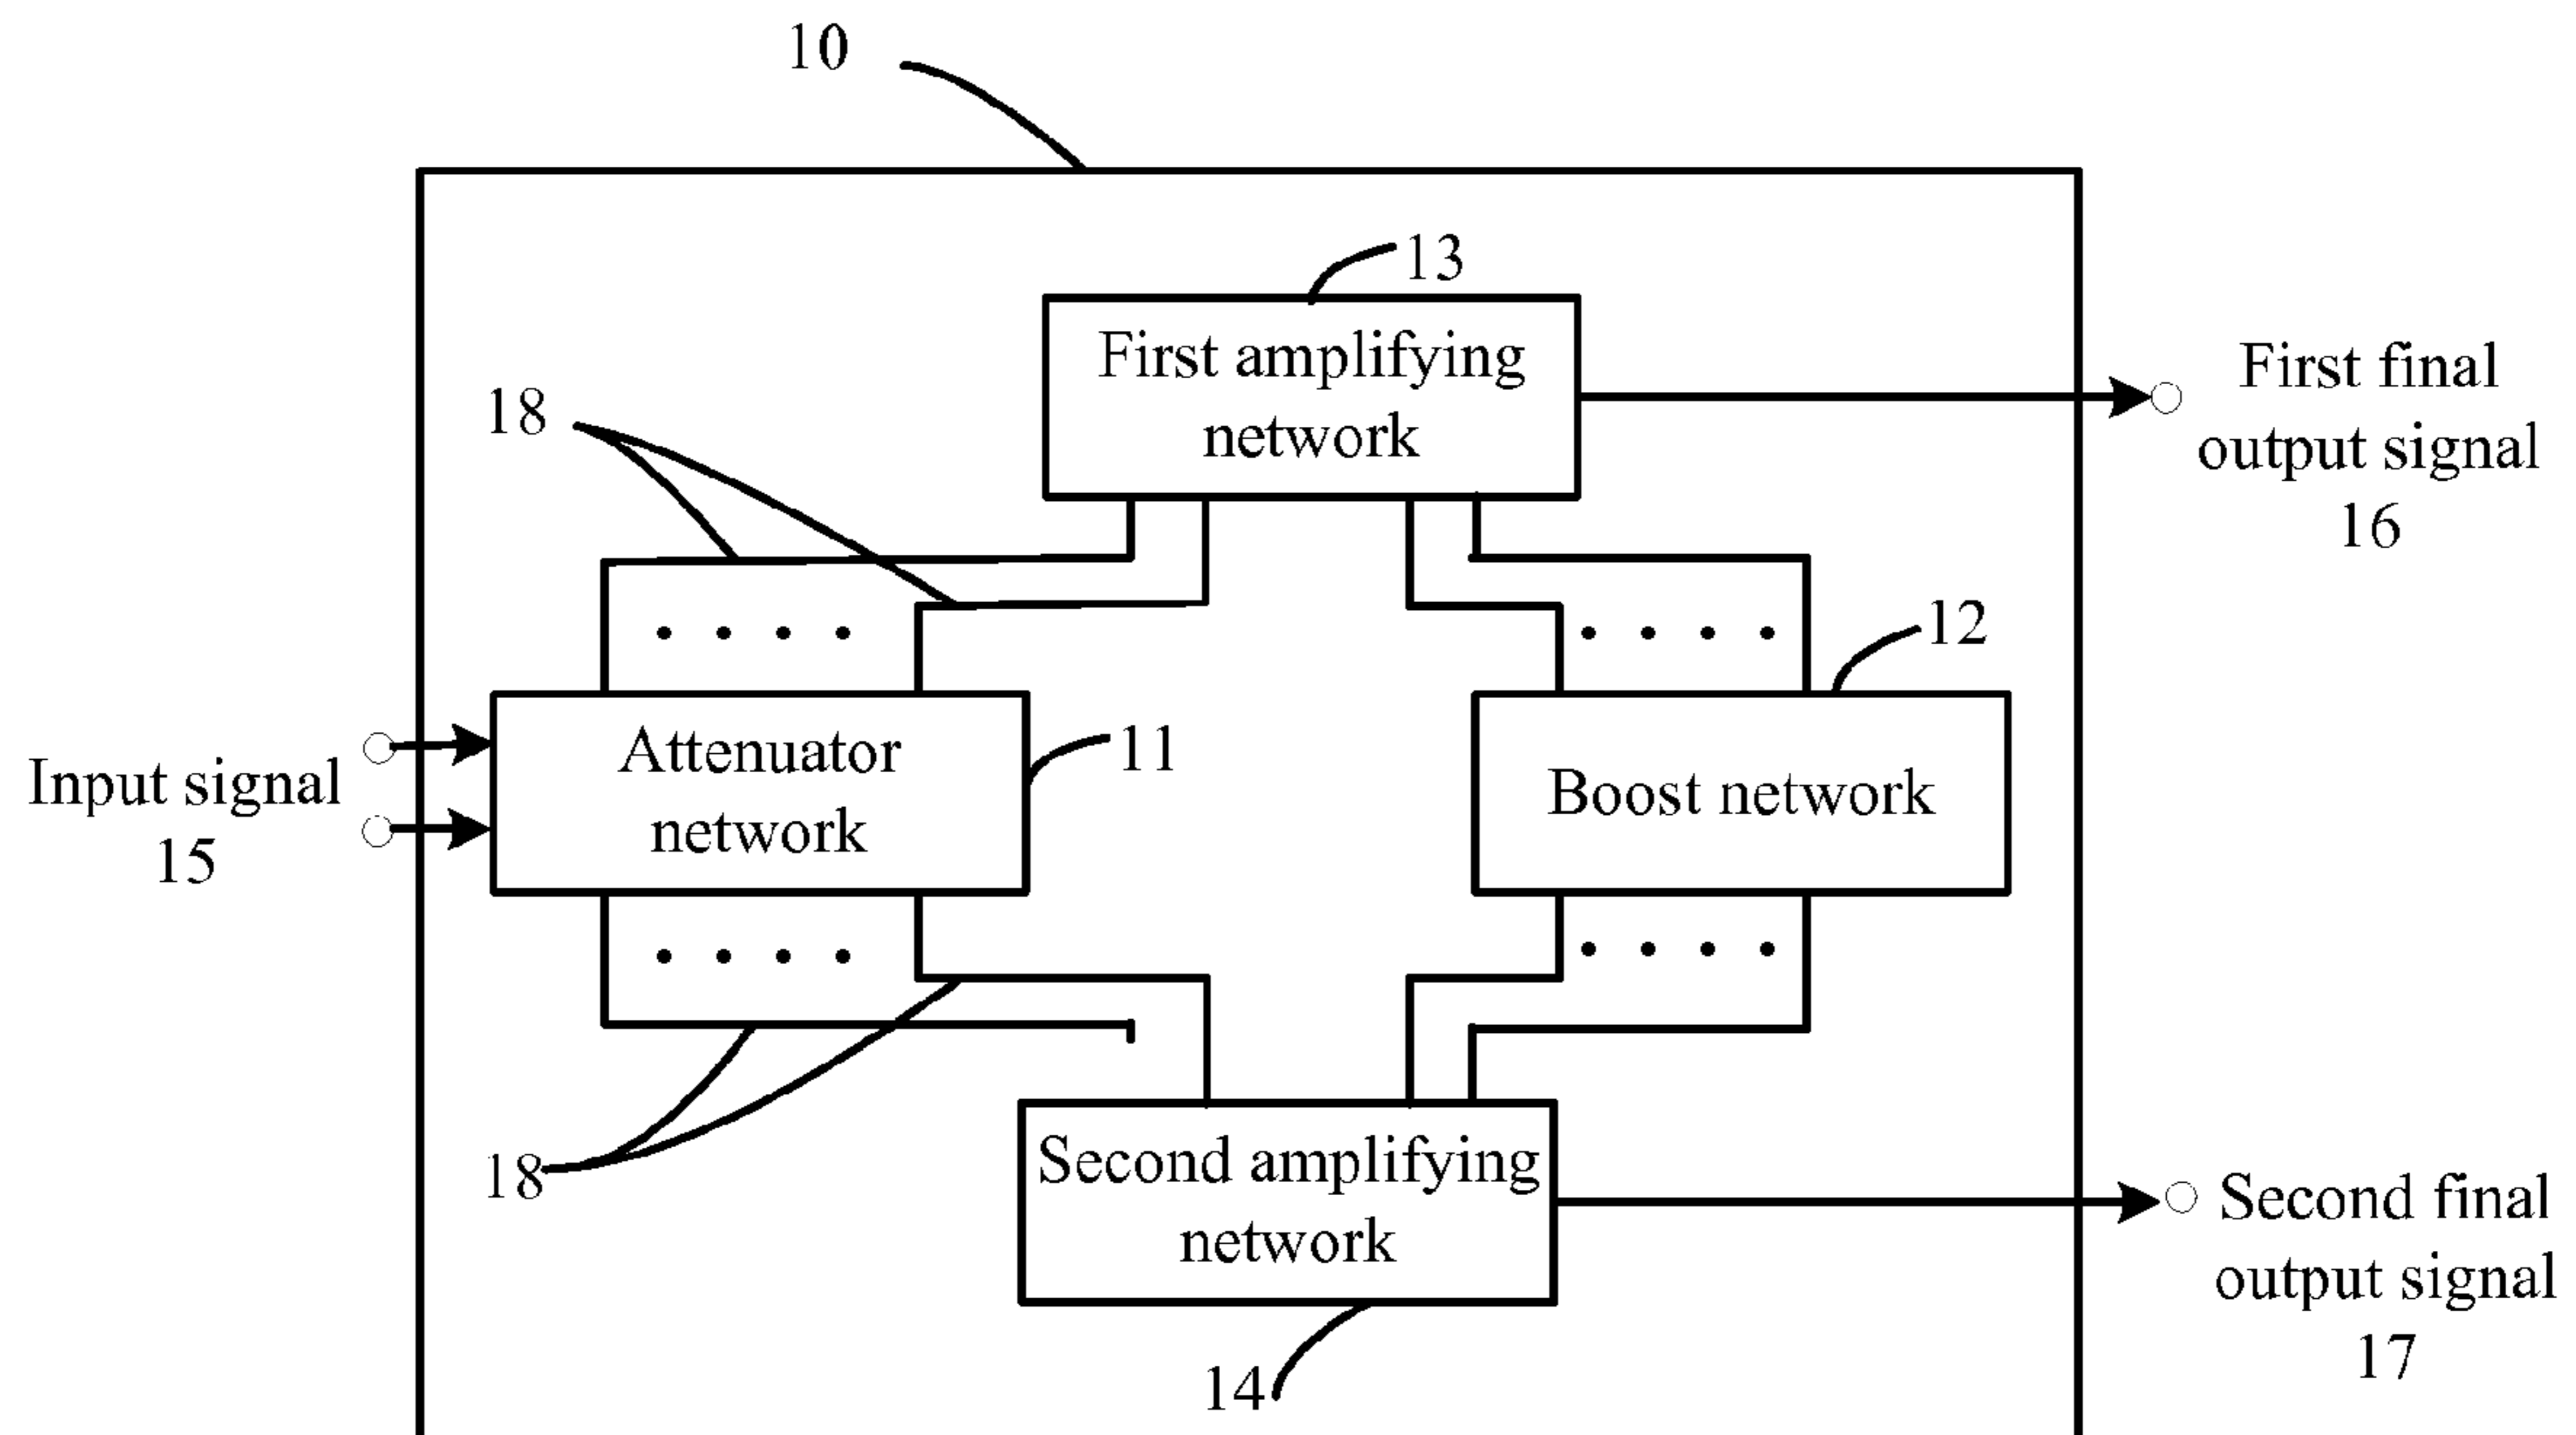 10
13
First amplifying
network
First final
output signal
16
18
12
Attenuator
network
11
Boost network
Input signal
15
18
Second amplifying
network
Second final
output signal
17
14